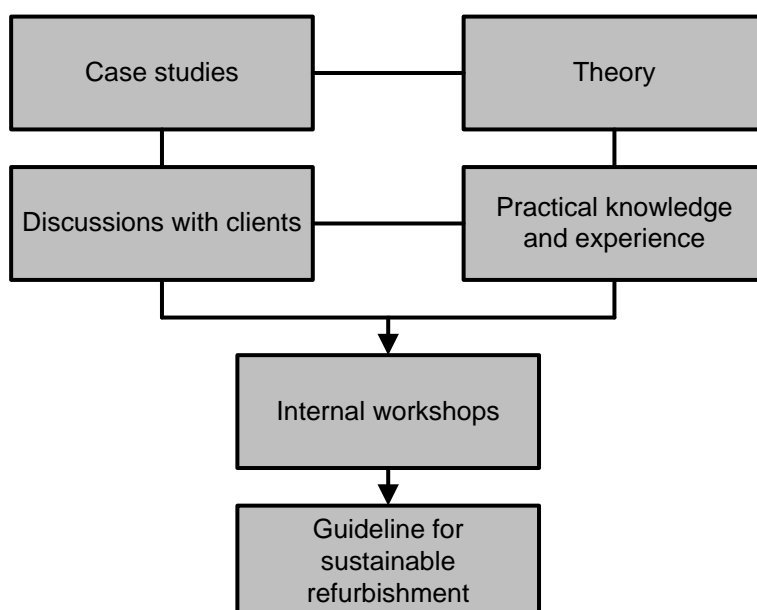 Case studies
Theory
Discussions with clients
Practical knowledge
and experience
Internal workshops
Guideline for
sustainable
refurbishment